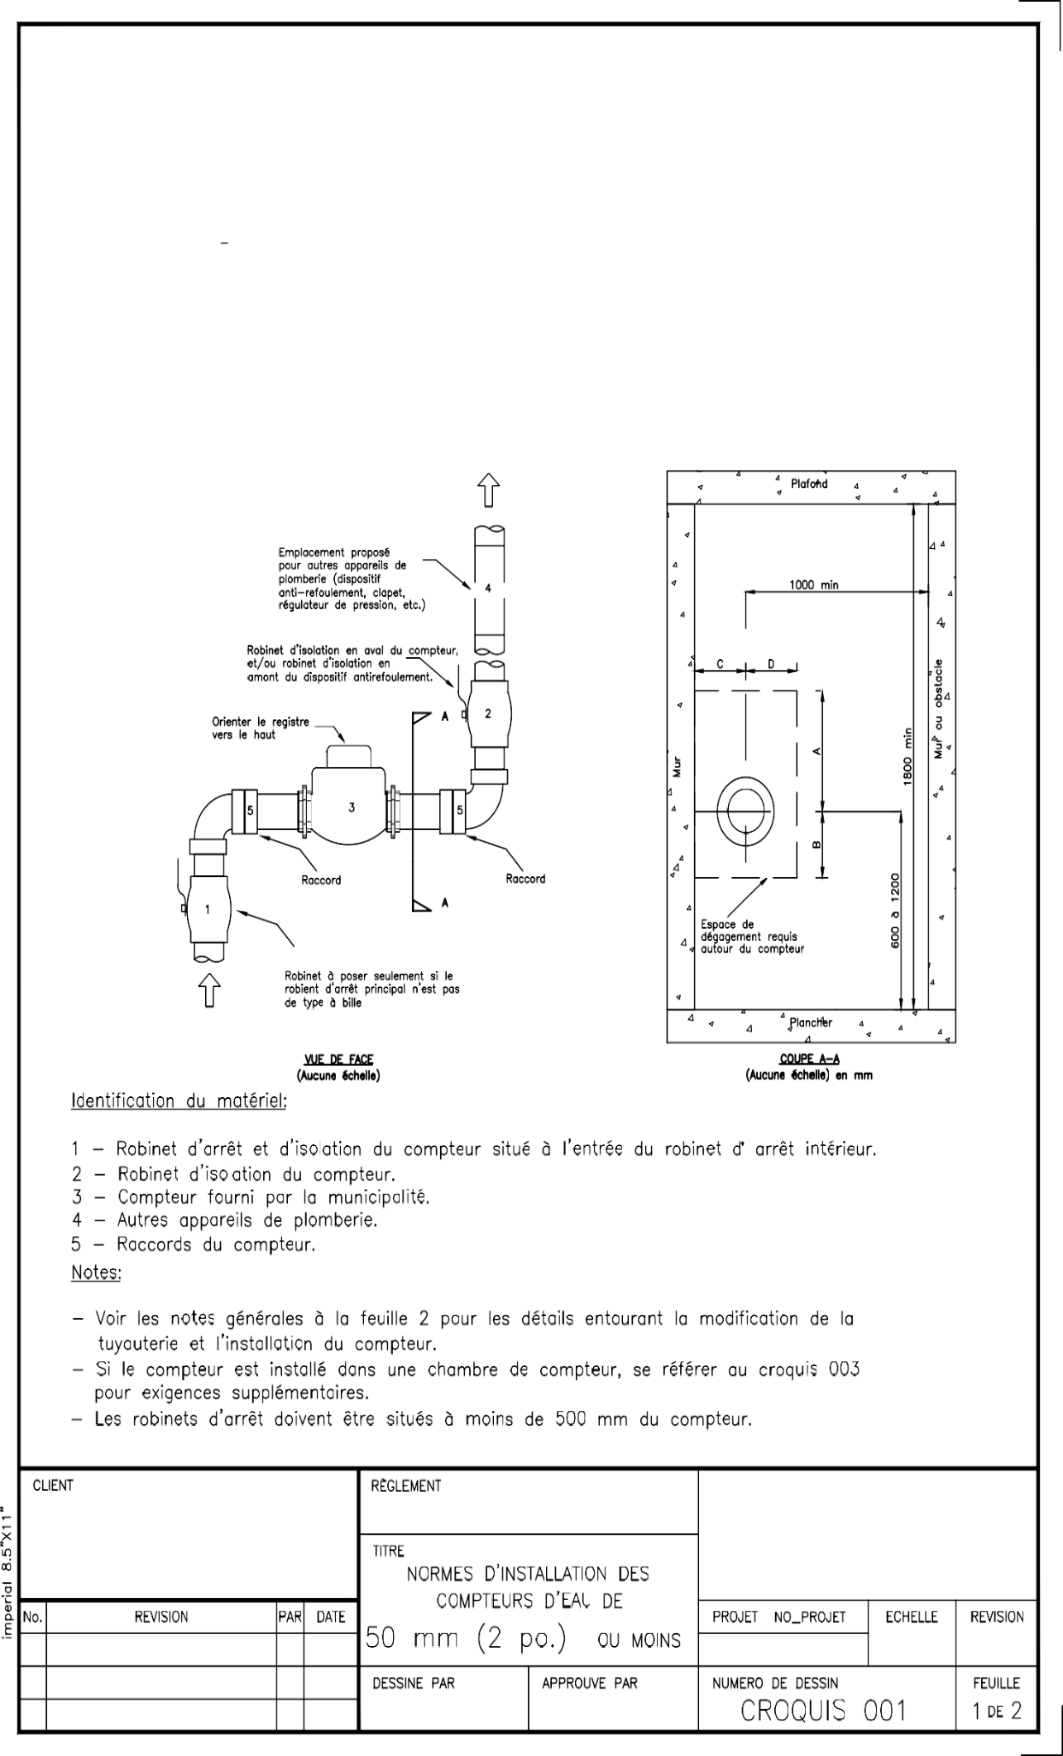 Emplacement proposé
pour autres appareils de
plomberie (dispositif
anti-refoulement, clapet,
régulateur de pression, etc.)
4
Robinet d'isolation en aval du compteur,
et/ou robinet d'isolation en
amont du dispositif antirefoulement.
A
2
Orienter le registre
vers le haut
5
3
5
Raccord
Raccord
1
A
Robinet à poser seulement si le
robient d'arrêt principal n'est pas
de type à bille
VUE DE FACE
(Aucune échelle)
Plafond
1000 min
C
D
Mur
A
B
1800 min
Mur ou obstacle
600 à 1200
Espace de
dégagement requis
autour du compteur
Plancher
COUPE A-A
(Aucune échelle) en mm
Identification du matériel:
1 – Robinet d'arrêt et d'isolation du compteur situé à l'entrée du robinet d' arrêt intérieur.
2 – Robinet d'isolation du compteur.
3 – Compteur fourni par la municipalité.
4 – Autres appareils de plomberie.
5 – Raccords du compteur.
Notes:
– Voir les notes générales à la feuille 2 pour les détails entourant la modification de la
tuyauterie et l'installation du compteur.
– Si le compteur est installé dans une chambre de compteur, se référer au croquis 003
pour exigences supplémentaires.
– Les robinets d'arrêt doivent être situés à moins de 500 mm du compteur.
imperial 8.5"x11"
CLIENT
RÈGLEMENT
TITRE
NORMES D'INSTALLATION DES
COMPTEURS D'EAU DE
50 mm (2 po.) OU MOINS
No. REVISION PAR DATE
PROJET NO_PROJET ECHELLE REVISION
DESSINE PAR APPROUVE PAR
NUMERO DE DESSIN
CROQUIS 001
FEUILLE
1 DE 2